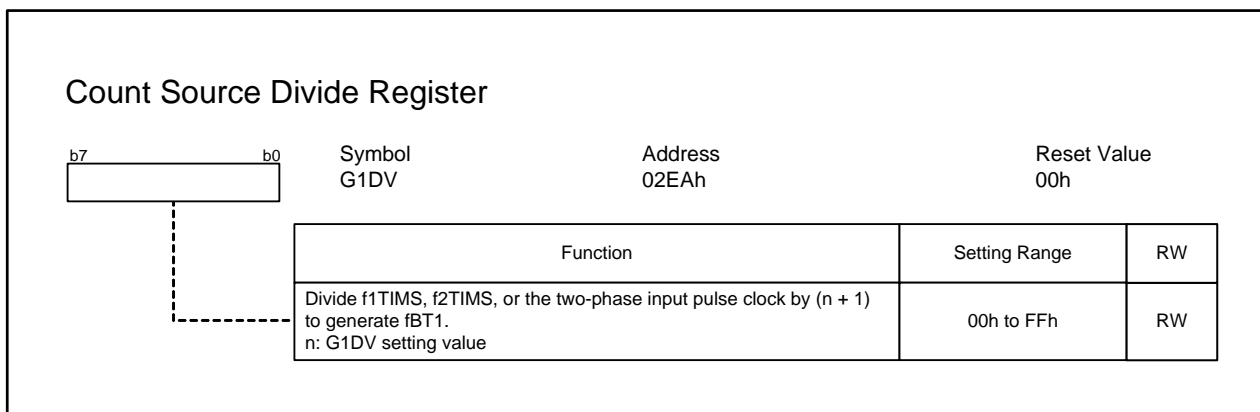 Count Source Divide Register
b7 b0 Symbol Address Reset Value
G1DV 02EAh 00h
Function Setting Range RW
Divide f1TIMS, f2TIMS, or the two-phase input pulse clock by (n + 1)
to generate fBT1.
n: G1DV setting value
00h to FFh RW